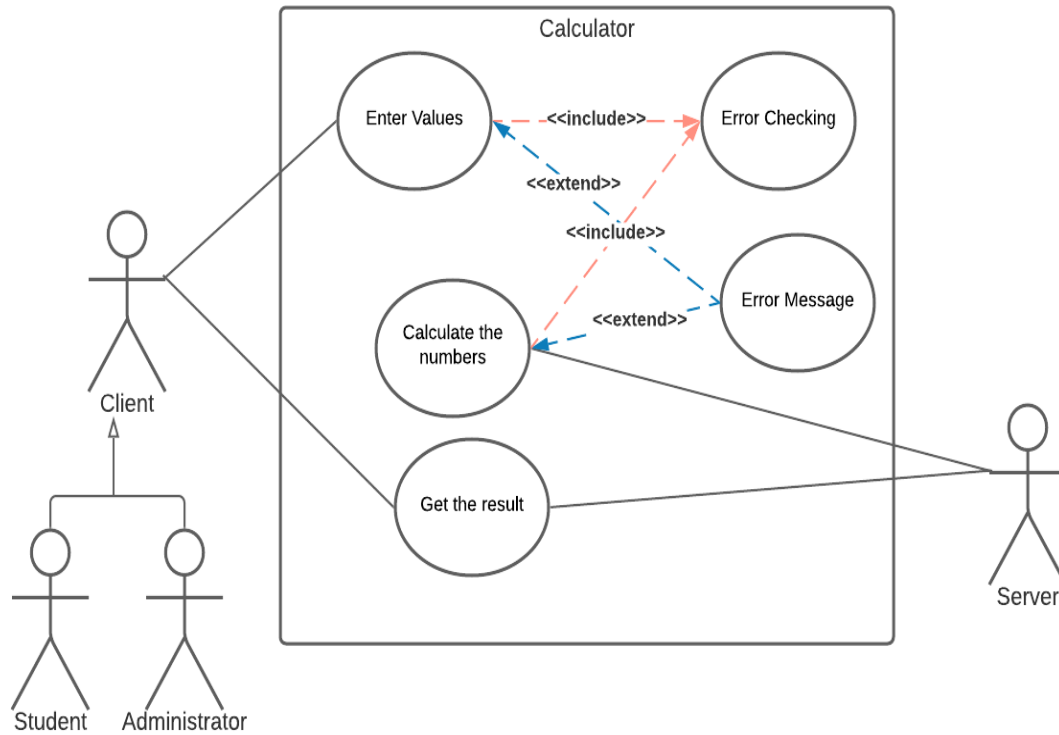 Calculator
Enter Values
<<include>>
Error Checking
<<extend>>
<<include>>
Error Message
<<extend>>
Calculate the
numbers
Client
Get the result
Server
Student
Administrator